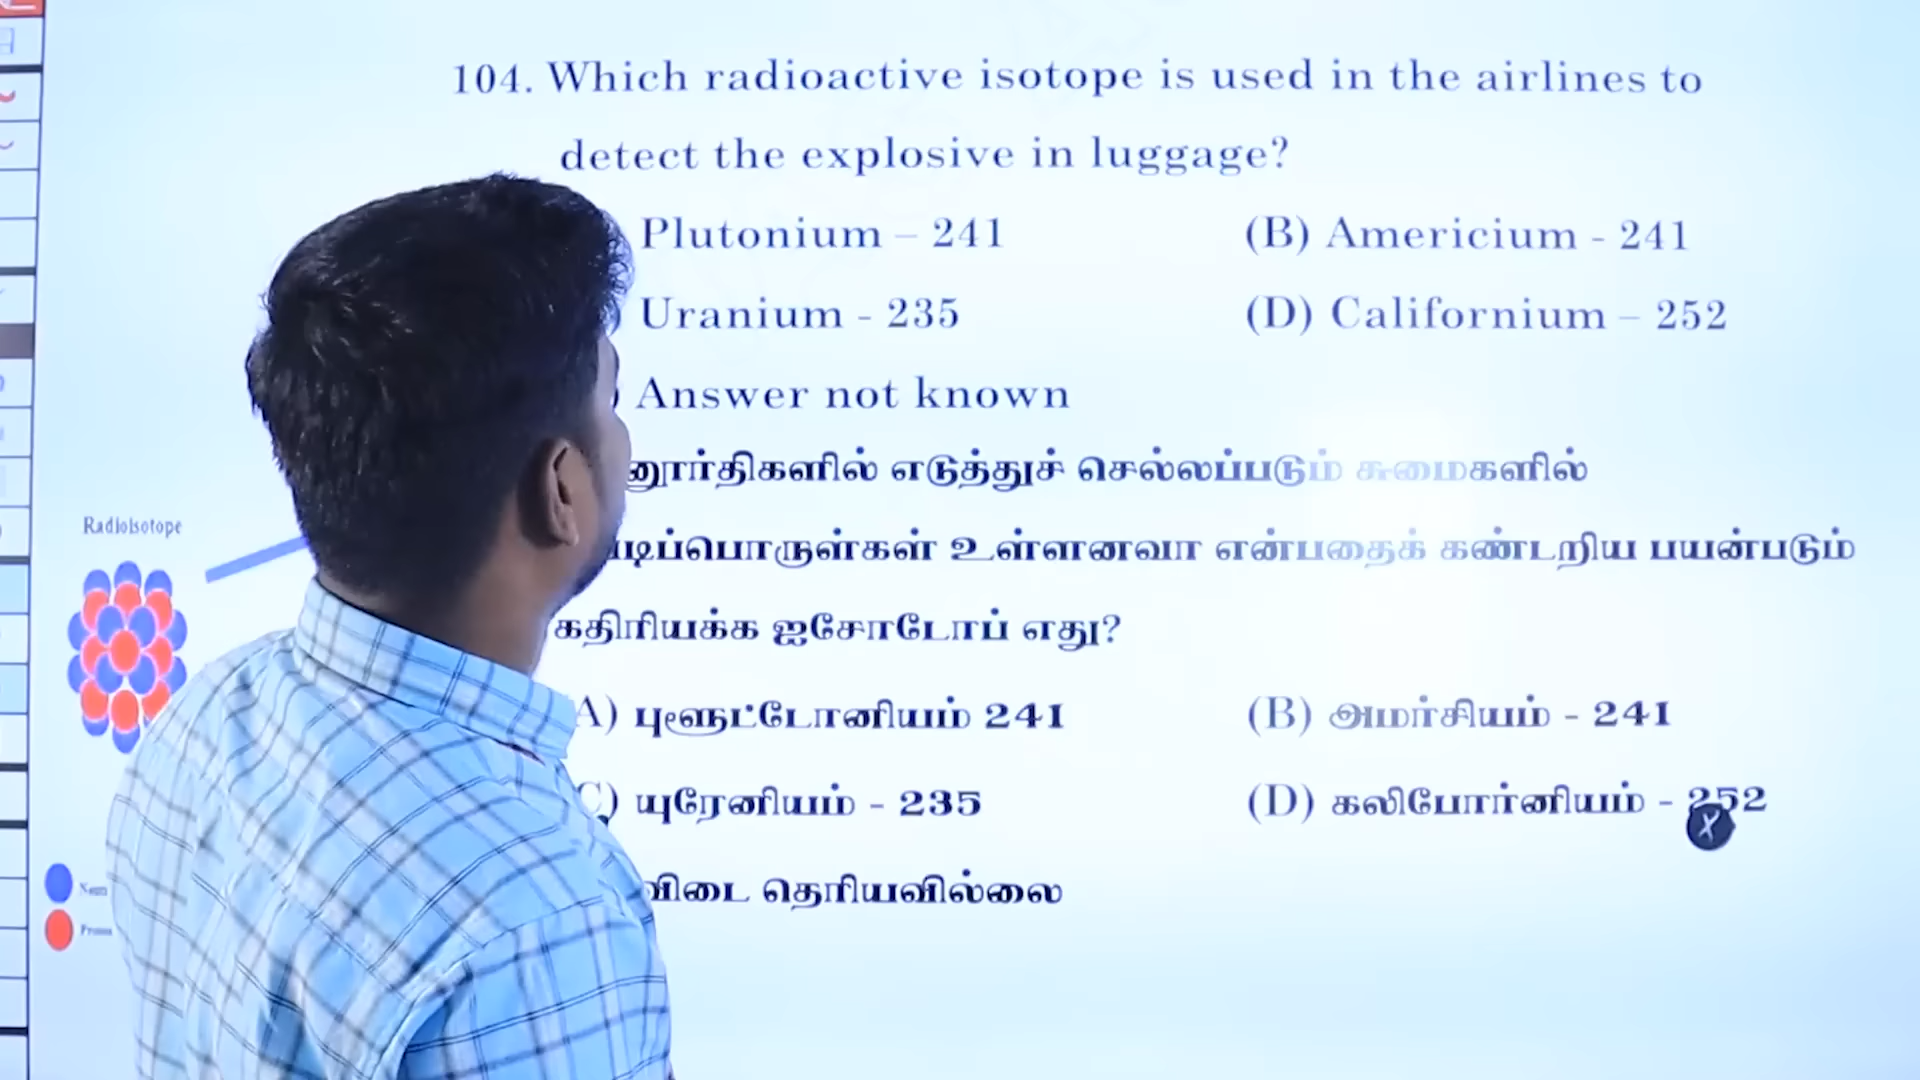 104. Which radioactive isotope is used in the airlines to
detect the explosive in luggage?
Plutonium – 241
(B) Americium - 241
) Uranium - 235
(D) Californium – 252
) Answer not known
னூர்திகளில் எடுத்துச் செல்லப்படும் சுமைகளில்
டிப்பொருள்கள் உள்ளனவா என்பதைக் கண்டறிய பயன்படும்
கதிரியக்க ஐசோடோப் எது?
A) புளூட்டோனியம் 241
(B) அமர்சியம் - 241
C) யுரேனியம் - 235
(D) கலிபோர்னியம் - 252
விடை தெரியவில்லை
RadioIsotope